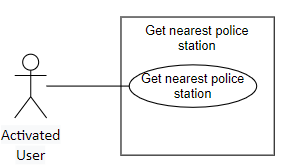 Get nearest police
station
Get nearest police
station
Activated
User